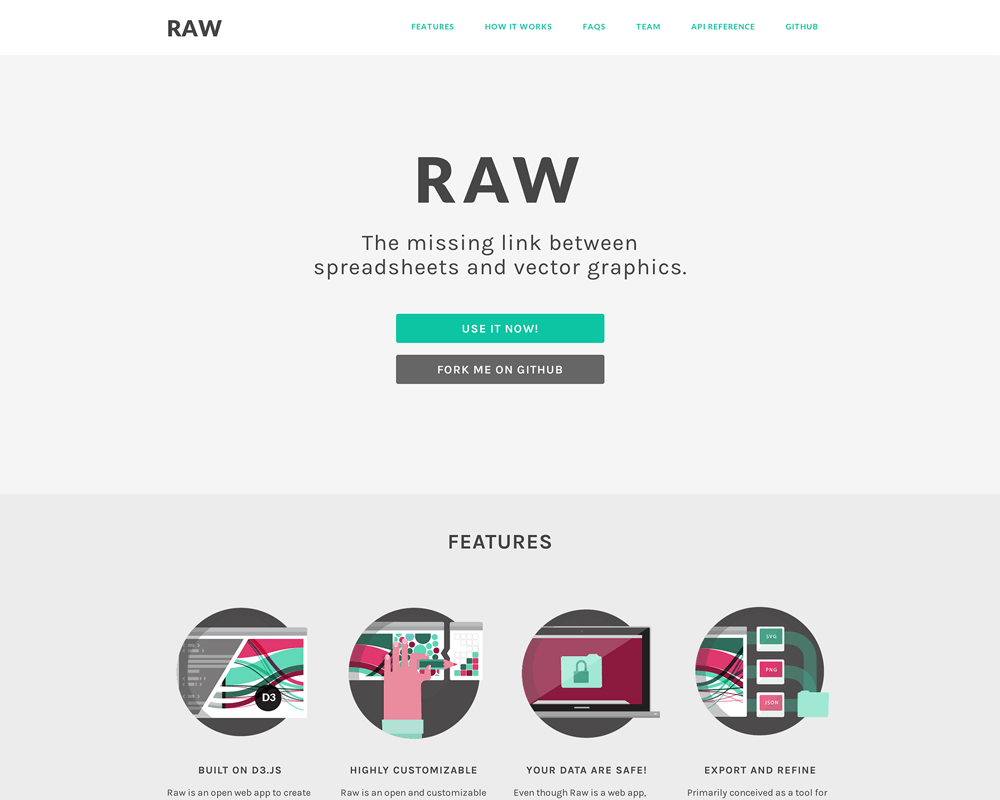 RAW
FEATURES HOW IT WORKS FAQS TEAM API REFERENCE GITHUB
RAW
The missing link between
spreadsheets and vector graphics.
USE IT NOW!
FORK ME ON GITHUB
FEATURES
D3
SVG
PNG
JSON
BUILT ON D3.JS
HIGHLY CUSTOMIZABLE
YOUR DATA ARE SAFE!
EXPORT AND REFINE
Raw is an open web app to create
Raw is an open and customizable
Even though Raw is a web app,
Primarily conceived as a tool for